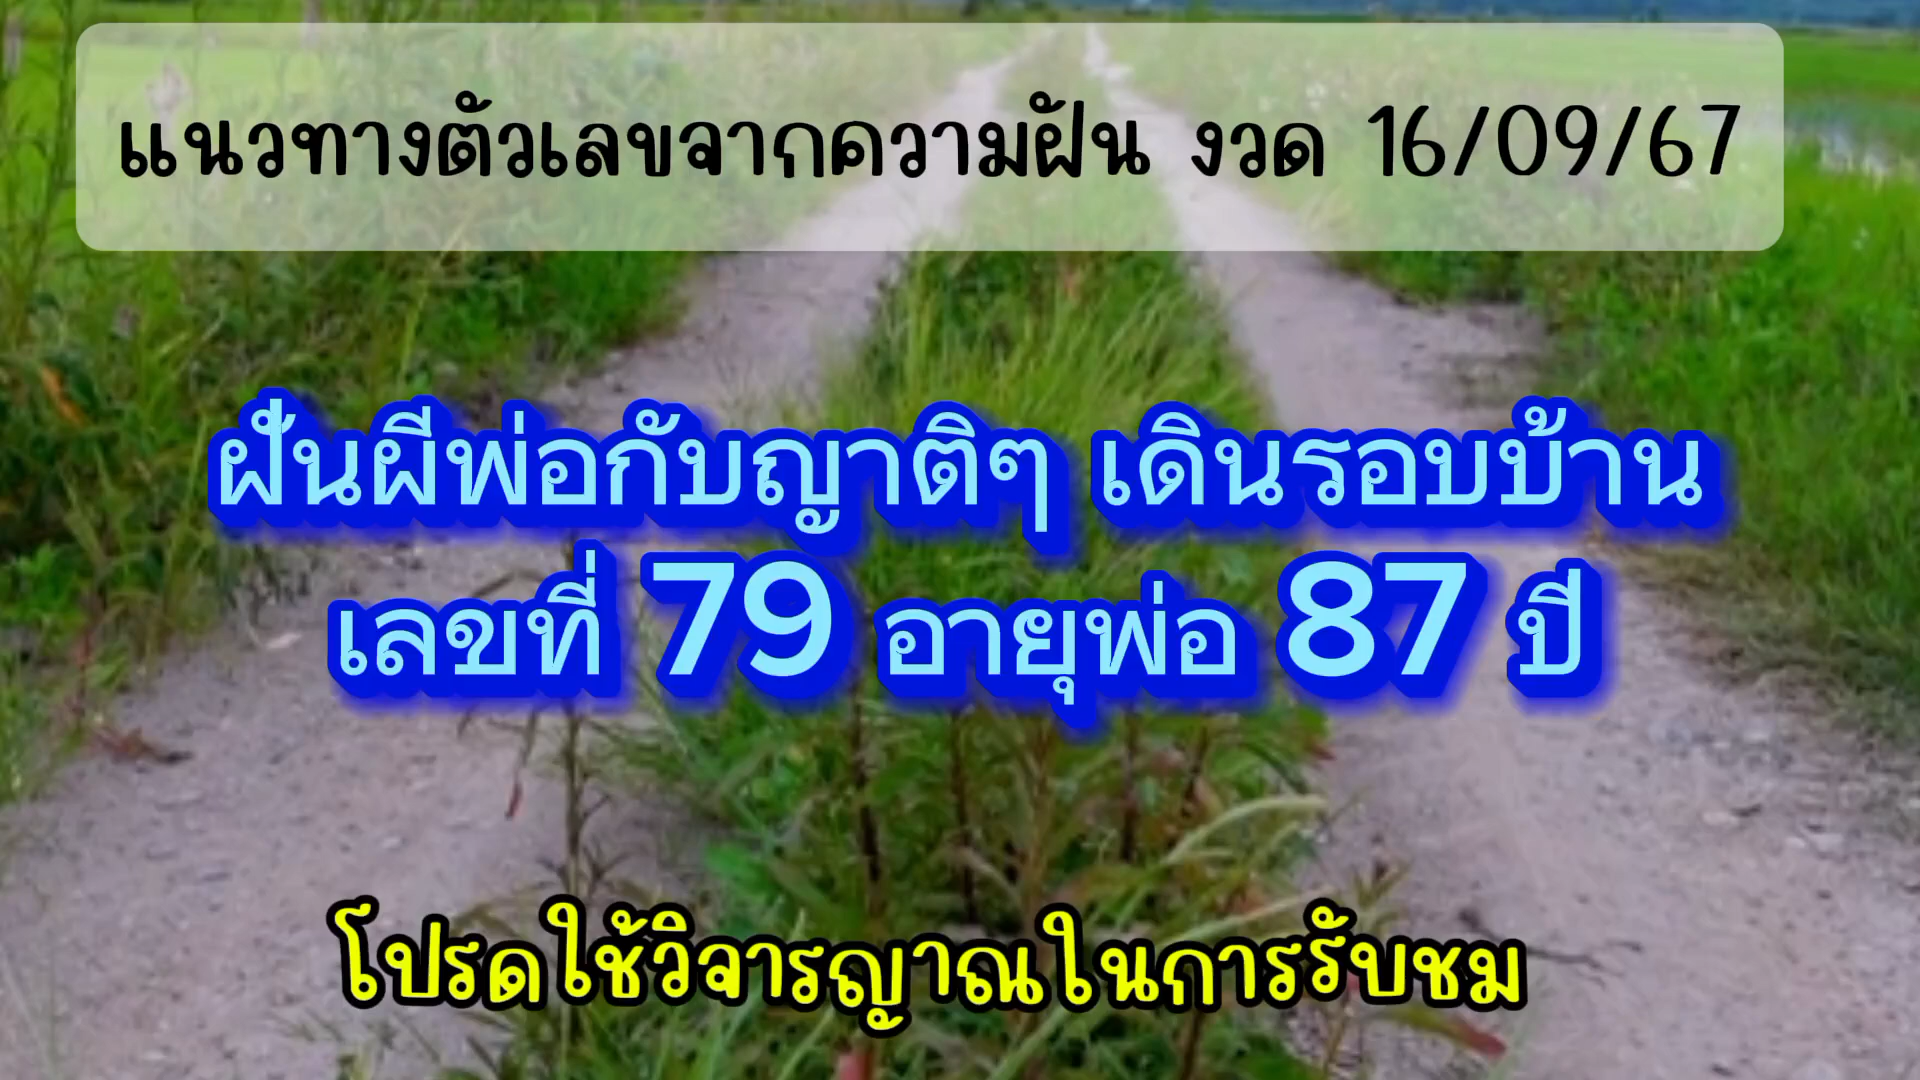 แนวทางตัวเลขจากความฝัน งวด 16/09/67
ฝันผีพ่อกับญาติๆ เดินรอบบ้าน
เลขที่ 79 อายุพ่อ 87 ปี
โปรดใช้วิจารญาณในการรับชม